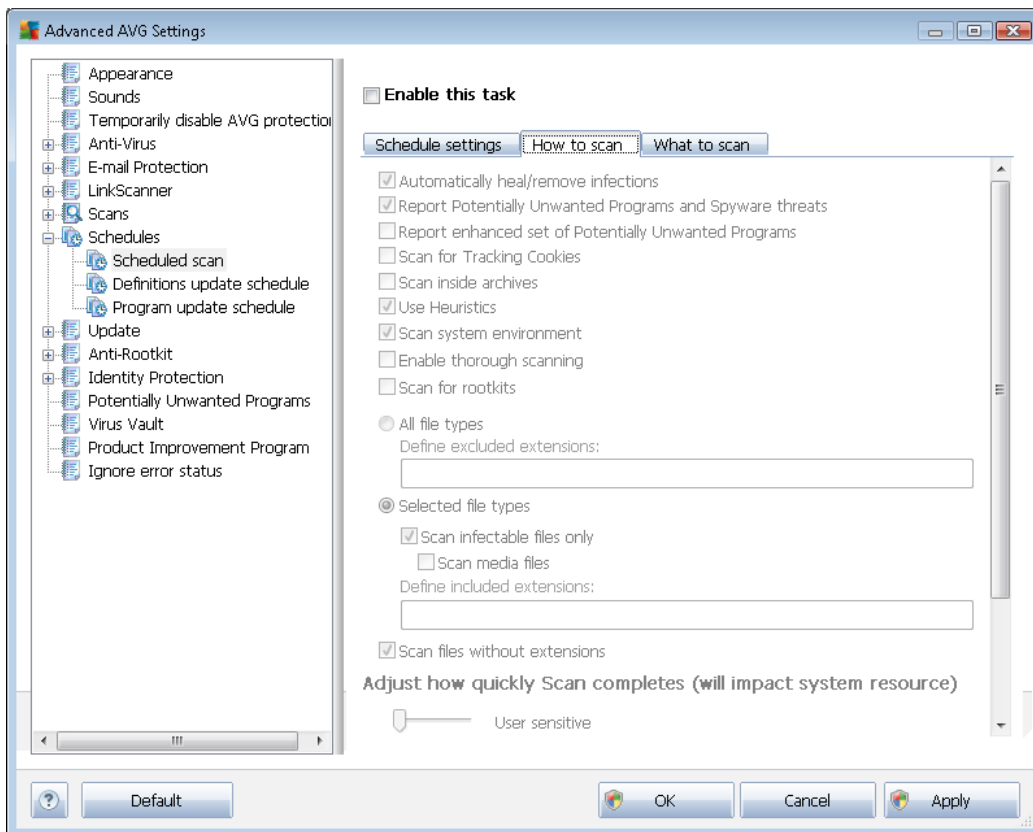 Advanced AVG Settings
Appearance
Sounds
Temporarily disable AVG protection
Anti-Virus
E-mail Protection
LinkScanner
Scans
Schedules
Scheduled scan
Definitions update schedule
Program update schedule
Update
Anti-Rootkit
Identity Protection
Potentially Unwanted Programs
Virus Vault
Product Improvement Program
Ignore error status
Enable this task
Schedule settings
How to scan
What to scan
Automatically heal/remove infections
Report Potentially Unwanted Programs and Spyware threats
Report enhanced set of Potentially Unwanted Programs
Scan for Tracking Cookies
Scan inside archives
Use Heuristics
Scan system environment
Enable thorough scanning
Scan for rootkits
All file types
Define excluded extensions:
Selected file types
Scan infectable files only
Scan media files
Define included extensions:
Scan files without extensions
Adjust how quickly Scan completes (will impact system resource)
User sensitive
?
Default
OK
Cancel
Apply